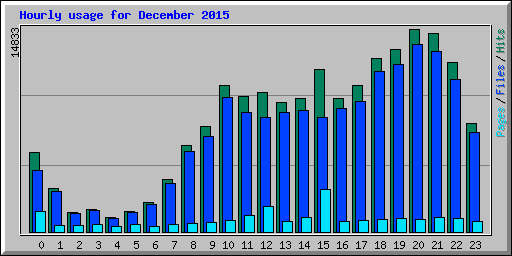 Hourly usage for December 2015
14833
Pages/Files/Hits
0 1 2 3 4 5 6 7 8 9 10 11 12 13 14 15 16 17 18 19 20 21 22 23